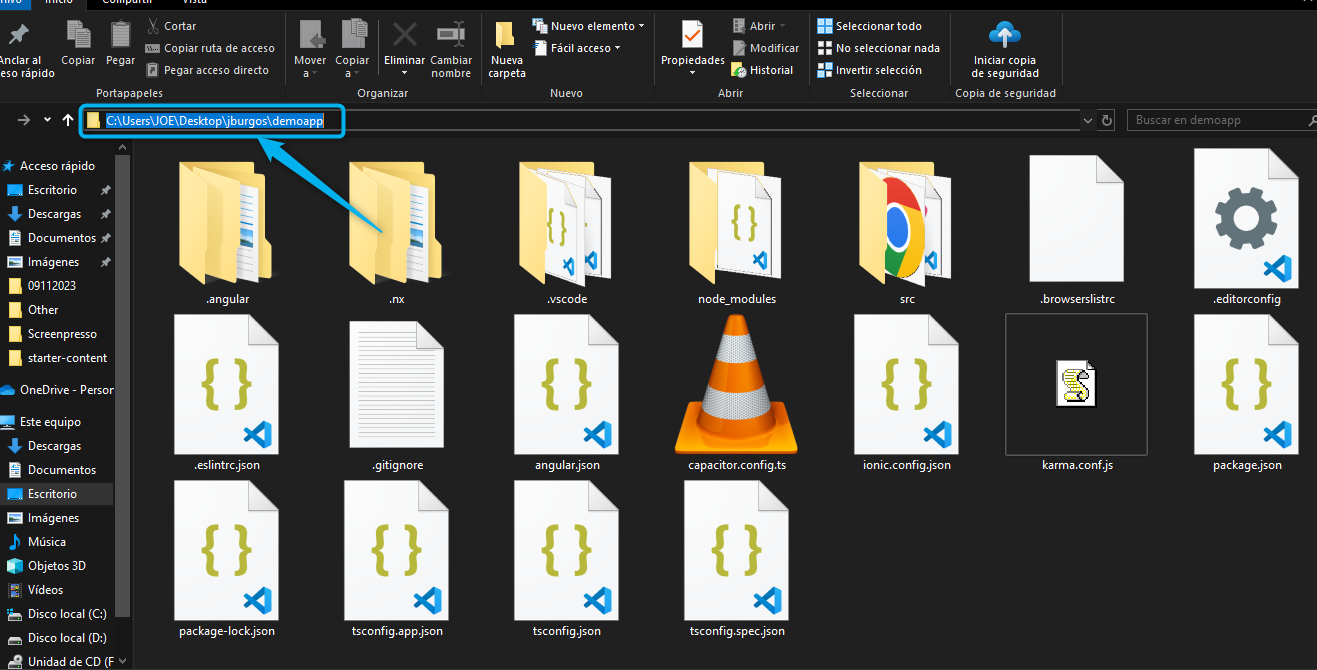 Inicio
Compartir
Vista
Anclar al
Copiar
Pegar
Cortar
Copiar ruta de acceso
Pegar acceso directo
Portapapeles
Mover
a
Copiar
a
Eliminar
Cambiar
nombre
Organizar
Nueva
carpeta
Nuevo elemento
Fácil acceso
Nuevo
Propiedades
Abrir
Modificar
Historial
Abrir
Seleccionar todo
No seleccionar nada
Invertir selección
Seleccionar
Iniciar copia
de seguridad
Copia de seguridad
C:\Users\JOE\Desktop\jburgos\demoapp
Buscar en demoapp
Acceso rápido
Escritorio
Descargas
Documentos
Imágenes
09112023
Other
Screenpresso
starter-content
OneDrive - Person
Este equipo
Descargas
Documentos
Escritorio
Imágenes
Música
Objetos 3D
Vídeos
Disco local (C:)
Disco local (D:)
Unidad de CD (F
.angular
.nx
.vscode
node_modules
src
.browserslistrc
.editorconfig
.eslintrc.json
.gitignore
angular.json
capacitor.config.ts
ionic.config.json
karma.conf.js
package.json
package-lock.json
tsconfig.app.json
tsconfig.json
tsconfig.spec.json